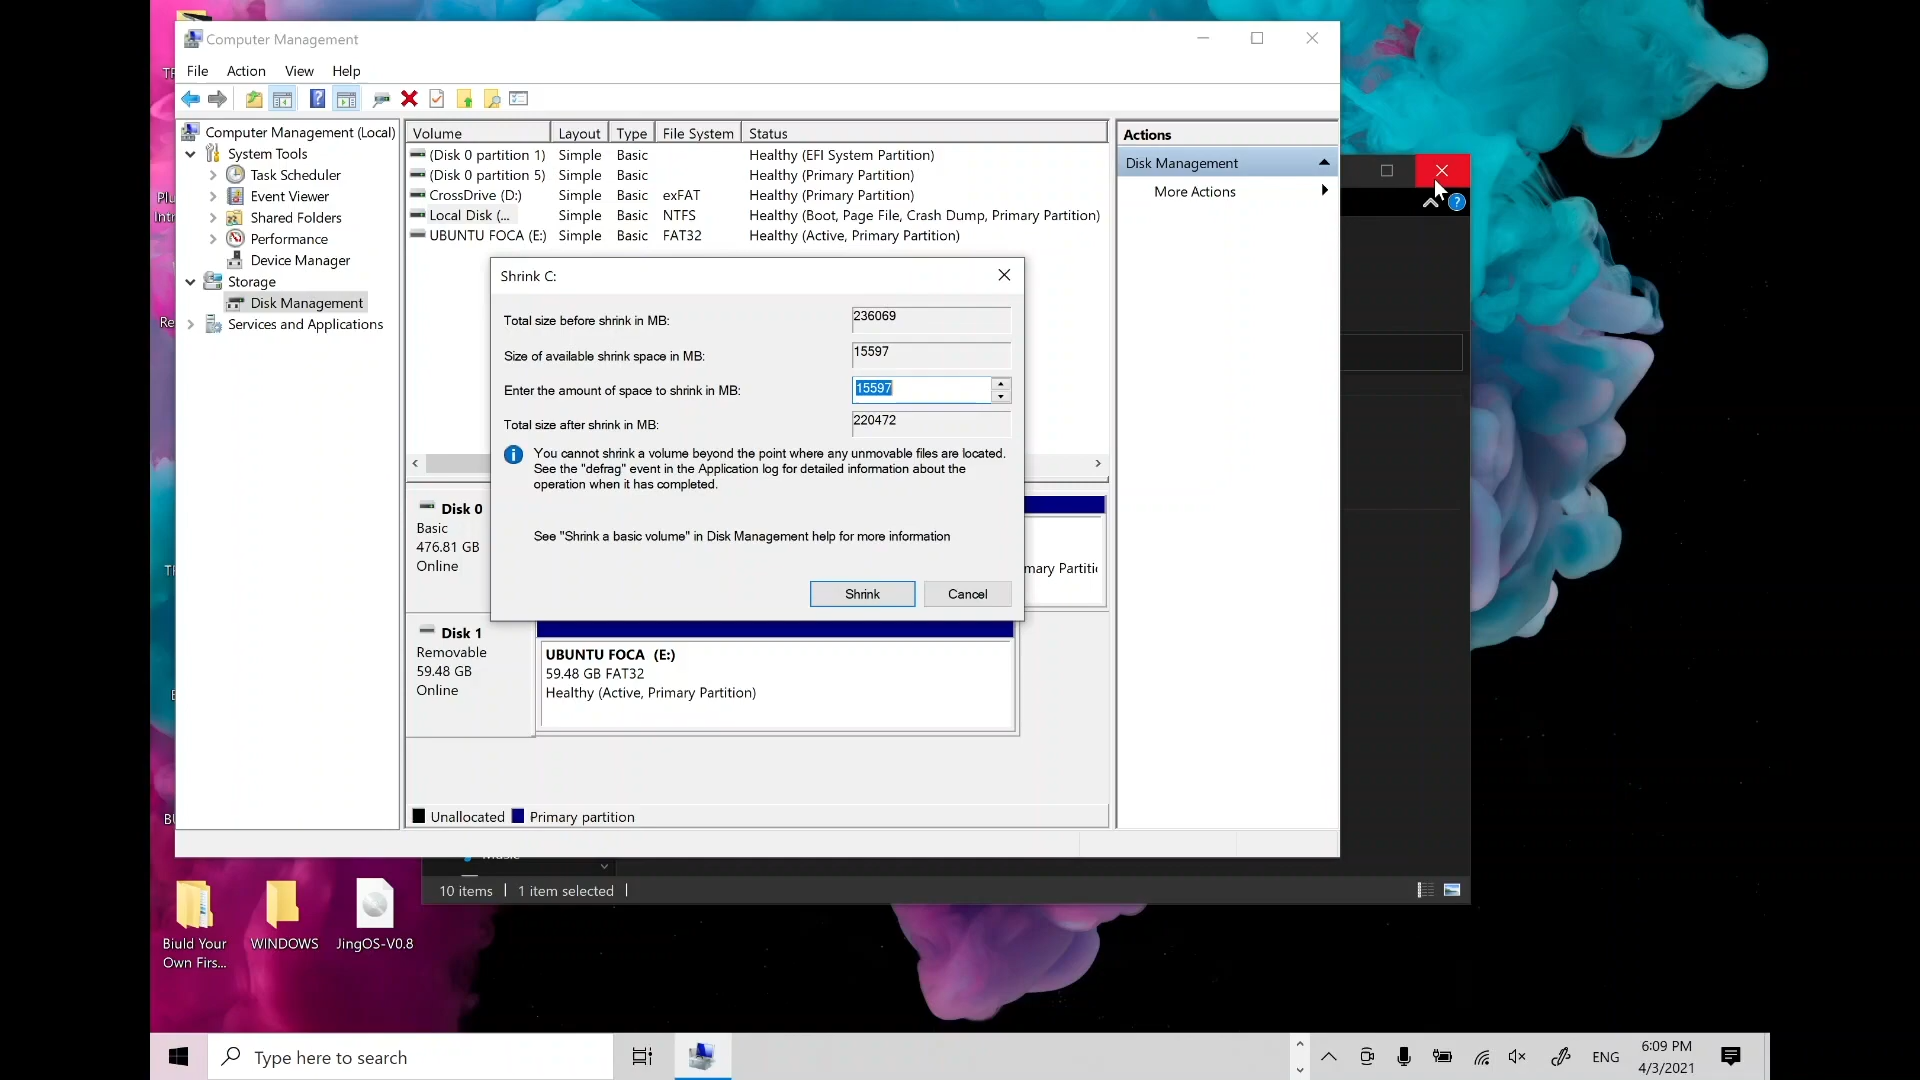 Computer Management
File Action View Help
Computer Management (Local)
System Tools
Task Scheduler
Event Viewer
Shared Folders
Performance
Device Manager
Storage
Disk Management
Services and Applications
Volume Layout Type File System Status
(Disk 0 partition 1) Simple Basic Healthy (EFI System Partition)
(Disk 0 partition 5) Simple Basic Healthy (Primary Partition)
CrossDrive (D:) Simple Basic exFAT Healthy (Primary Partition)
Local Disk (... Simple Basic NTFS Healthy (Boot, Page File, Crash Dump, Primary Partition)
UBUNTU FOCA (E:) Simple Basic FAT32 Healthy (Active, Primary Partition)
Actions
Disk Management
More Actions
Shrink C:
Total size before shrink in MB: 236069
Size of available shrink space in MB: 15597
Enter the amount of space to shrink in MB: 15597
Total size after shrink in MB: 220472
You cannot shrink a volume beyond the point where any unmovable files are located.
See the "defrag" event in the Application log for detailed information about the
operation when it has completed.
See "Shrink a basic volume" in Disk Management help for more information
Shrink Cancel
Disk 0
Basic
476.81 GB
Online
mary Partiti
Disk 1
Removable
59.48 GB
Online
UBUNTU FOCA (E:)
59.48 GB FAT32
Healthy (Active, Primary Partition)
Unallocated Primary partition
10 items 1 item selected
Biuld Your
Own Firs...
WINDOWS
JingOS-V0.8
Type here to search
ENG
6:09 PM
4/3/2021